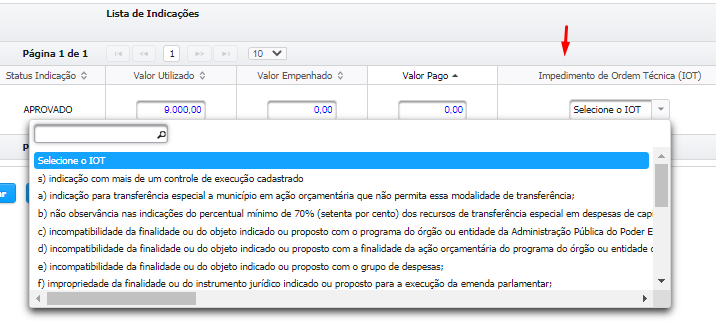 Lista de Indicações
Página 1 de 1 1 10
Status Indicação Valor Utilizado Valor Empenhado Valor Pago Impedimento de Ordem Técnica (IOT)
APROVADO 9.000,00 0,00 0,00 Selecione o IOT
Selecione o IOT
s) indicação com mais de um controle de execução cadastrado
a) indicação para transferência especial a município em ação orçamentária que não permita essa modalidade de transferência;
b) não observância nas indicações do percentual mínimo de 70% (setenta por cento) dos recursos de transferência especial em despesas de cap
c) incompatibilidade da finalidade ou do objeto indicado ou proposto com o programa do órgão ou entidade da Administração Pública do Poder E
d) incompatibilidade da finalidade ou do objeto indicado ou proposto com a finalidade da ação orçamentária do programa do órgão ou entidade
e) incompatibilidade da finalidade ou do objeto indicado ou proposto com o grupo de despesas;
f) impropriedade da finalidade ou do instrumento jurídico indicado ou proposto para a execução da emenda parlamentar;